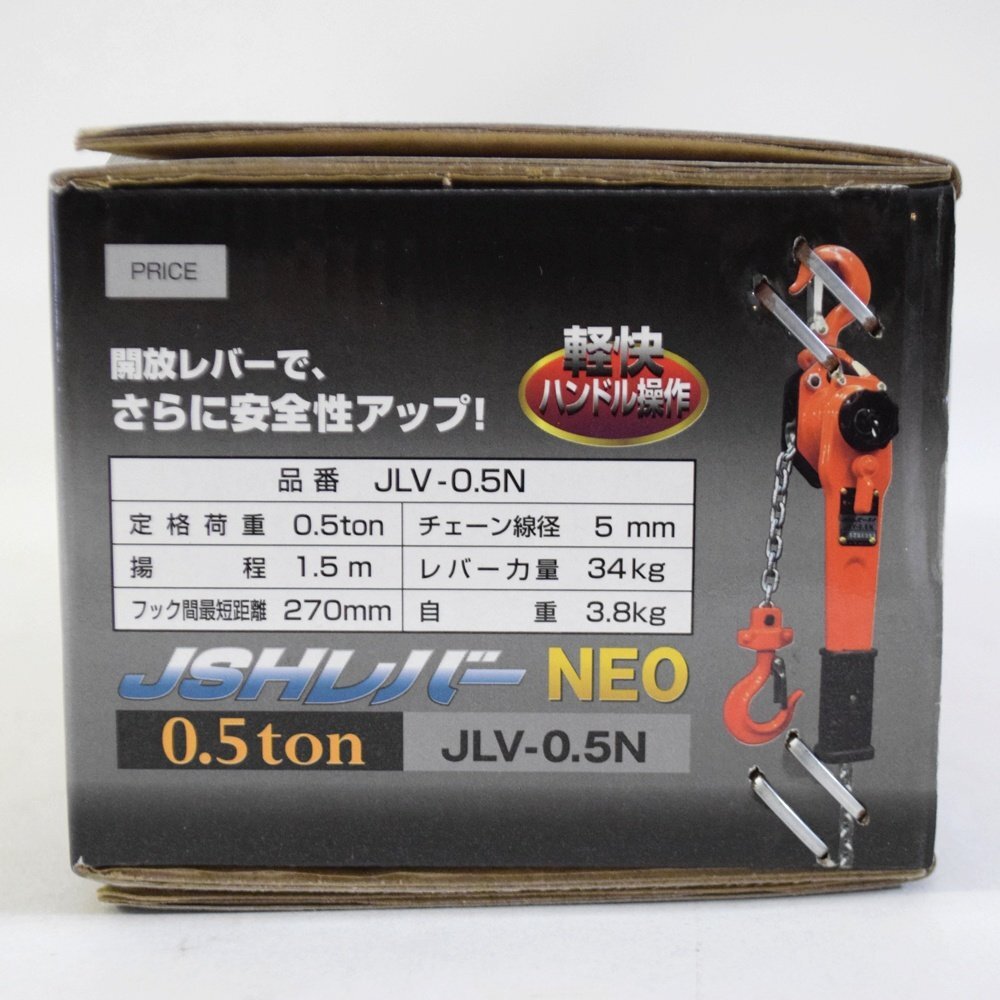 PRICE
開放レバーで、
さらに安全性アップ!
軽快
ハンドル操作
品番 JLV-0.5N
定格荷重 0.5ton チェーン線径 5 mm
揚程 1.5 m レバー力量 34kg
フック間最短距離 270mm 自重 3.8kg
JSHレバー NEO
0.5ton JLV-0.5N